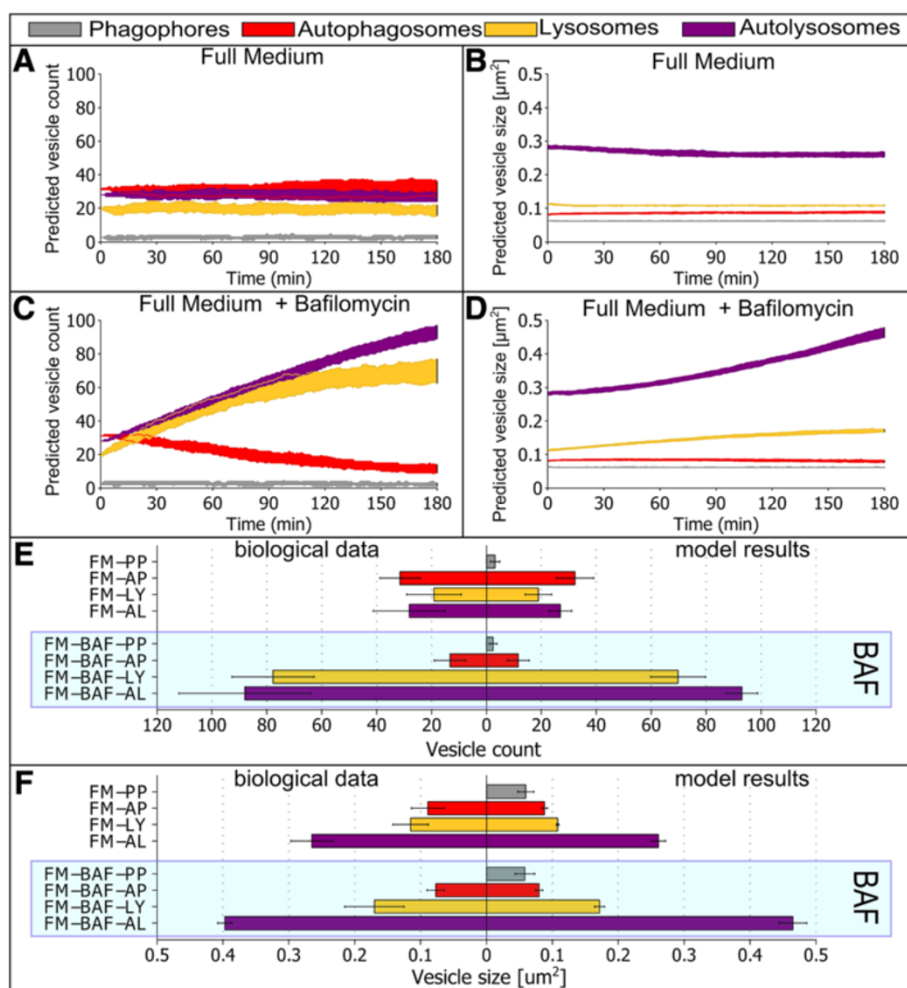 Phagophores Autophagosomes Lysosomes Autolysosomes
A Full Medium
Predicted vesicle count
100
80
60
40
20
0
0 30 60 90 120 150 180
Time (min)
B Full Medium
Predicted vesicle size [µm²]
0.5
0.4
0.3
0.2
0.1
0
0 30 60 90 120 150 180
Time (min)
C Full Medium + Bafilomycin
Predicted vesicle count
100
80
60
40
20
0
0 30 60 90 120 150 180
Time (min)
D Full Medium + Bafilomycin
Predicted vesicle size [µm²]
0.5
0.4
0.3
0.2
0.1
0
0 30 60 90 120 150 180
Time (min)
E biological data model results
FM-PP
FM-AP
FM-LY
FM-AL
FM-BAF-PP
FM-BAF-AP
FM-BAF-LY
FM-BAF-AL
BAF
120 100 80 60 40 20 0 20 40 60 80 100 120
Vesicle count
F biological data model results
FM-PP
FM-AP
FM-LY
FM-AL
FM-BAF-PP
FM-BAF-AP
FM-BAF-LY
FM-BAF-AL
BAF
0.5 0.4 0.3 0.2 0.1 0 0.1 0.2 0.3 0.4 0.5
Vesicle size [um²]